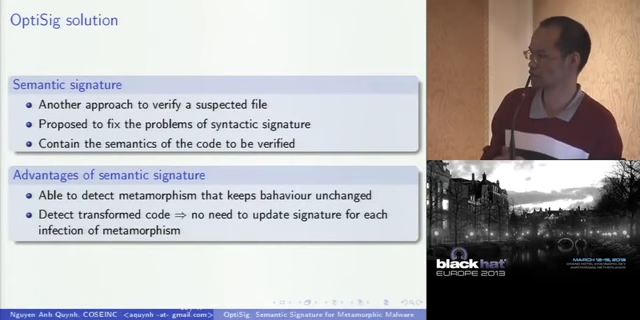 OptiSig solution
Semantic signature
Another approach to verify a suspected file
Proposed to fix the problems of syntactic signature
Contain the semantics of the code to be verified
Advantages of semantic signature
Able to detect metamorphism that keeps bahaviour unchanged
Detect transformed code ⇒ no need to update signature for each
infection of metamorphism
Nguyen Anh Quynh, COSEINC <aquynh -at- gmail.com>
OptiSig: Semantic Signature for Metamorphic Malware
black hat
EUROPE 2013
MARCH 12-15, 2013